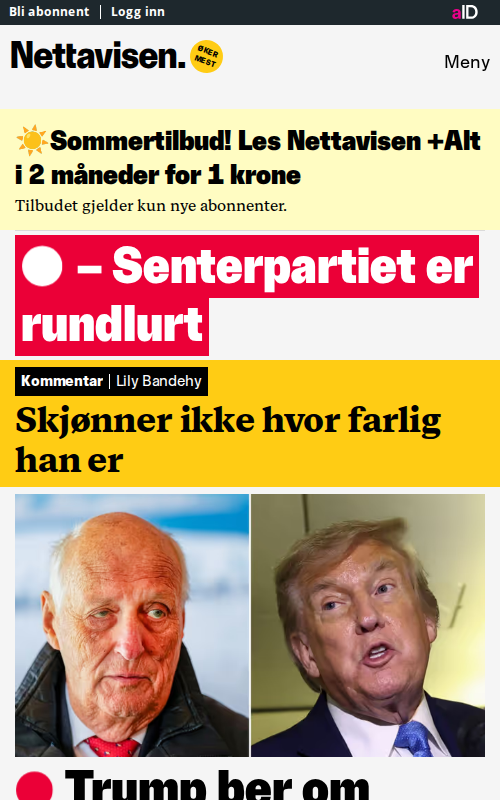 Bli abonnent | Logg inn
aID
Nettavisen.
ØKER
MEST
Meny
Sommertilbud! Les Nettavisen +Alt
i 2 måneder for 1 krone
Tilbudet gjelder kun nye abonnenter.
– Senterpartiet er
rundlurt
Kommentar | Lily Bandehy
Skjønner ikke hvor farlig
han er
Trump ber om